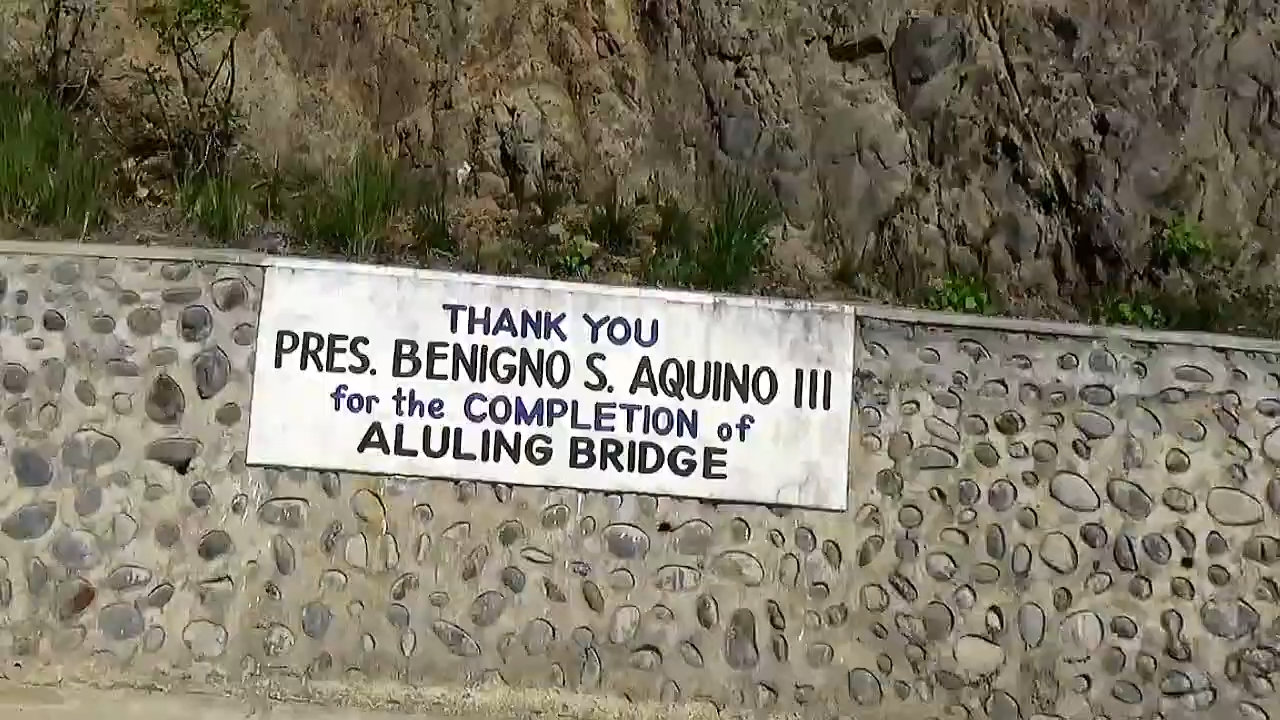 THANK YOU
PRES. BENIGNO S. AQUINO III
for the COMPLETION of
ALULING BRIDGE